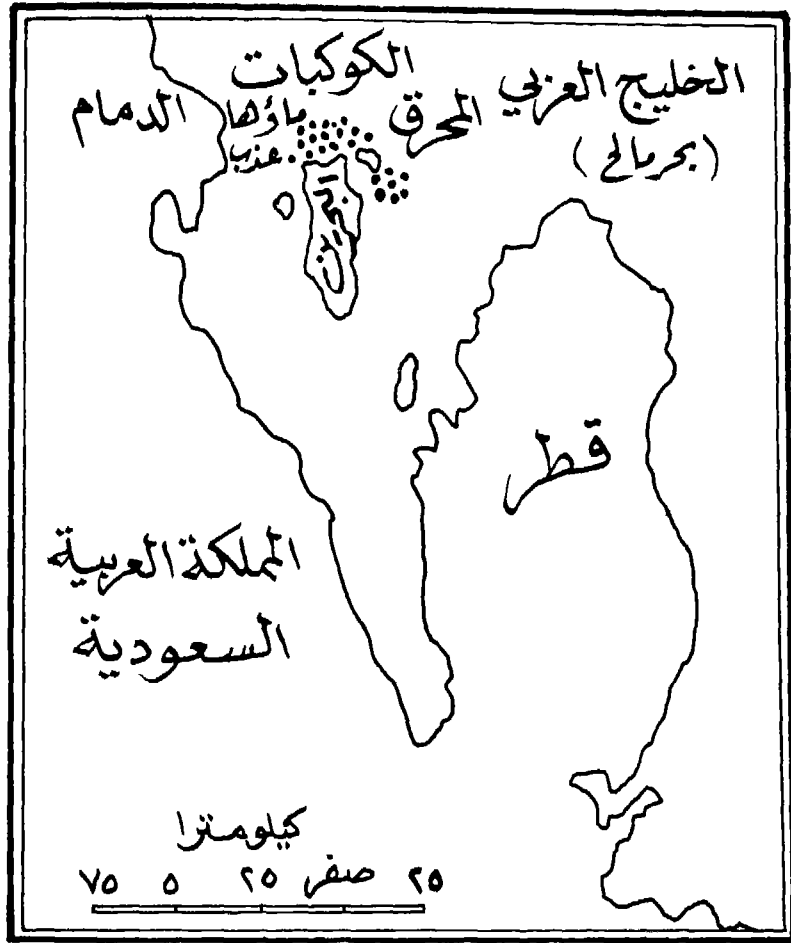 الكوكبات
الخليج العربي
(بحر مالح)
المحرق
ماؤها
عذب
الدمام
البحرين
قطر
المملكة العربية
السعودية
كيلومترا
٧٥ ٥ ٢٥ صفر ٢٥